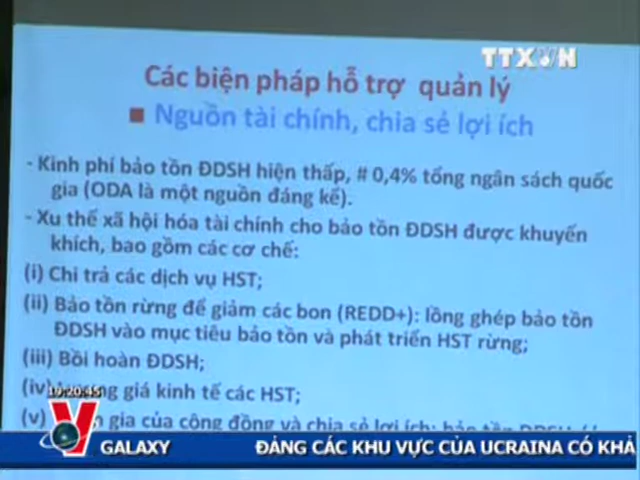 TTXVN
Các biện pháp hỗ trợ quản lý
■ Nguồn tài chính, chia sẻ lợi ích
- Kinh phí bảo tồn ĐDSH hiện thấp, # 0,4% tổng ngân sách quốc
gia (ODA là một nguồn đáng kể).
- Xu thế xã hội hóa tài chính cho bảo tồn ĐDSH được khuyến
khích, bao gồm các cơ chế:
(i) Chi trả các dịch vụ HST;
(ii) Bảo tồn rừng để giảm các bon (REDD+): lồng ghép bảo tồn
ĐDSH vào mục tiêu bảo tồn và phát triển HST rừng;
(iii) Bồi hoàn ĐDSH;
(iv) giá kinh tế các HST;
19:20:45
(v) gia của cộng đồng và chia sẻ lợi ích; bảo tồn ĐDSH
V
GALAXY ĐẢNG CÁC KHU VỰC CỦA UCRAINA CÓ KHẢ